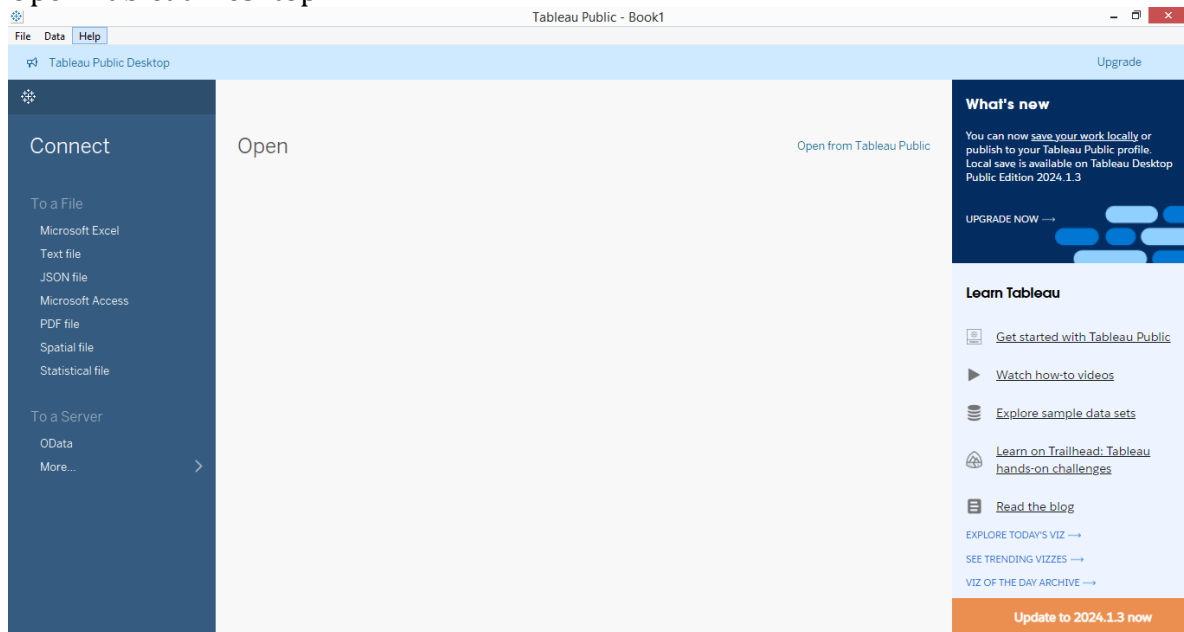 Tableau Public - Book1
File Data Help
Tableau Public Desktop
Upgrade
Connect
To a File
Microsoft Excel
Text file
JSON file
Microsoft Access
PDF file
Spatial file
Statistical file
To a Server
OData
More...
Open
Open from Tableau Public
What's new
You can now save your work locally or
publish to your Tableau Public profile.
Local save is available on Tableau Desktop
Public Edition 2024.1.3
UPGRADE NOW →
Learn Tableau
Get started with Tableau Public
Watch how-to videos
Explore sample data sets
Learn on Trailhead: Tableau
hands-on challenges
Read the blog
EXPLORE TODAY'S VIZ →
SEE TRENDING VIZZES →
VIZ OF THE DAY ARCHIVE →
Update to 2024.1.3 now